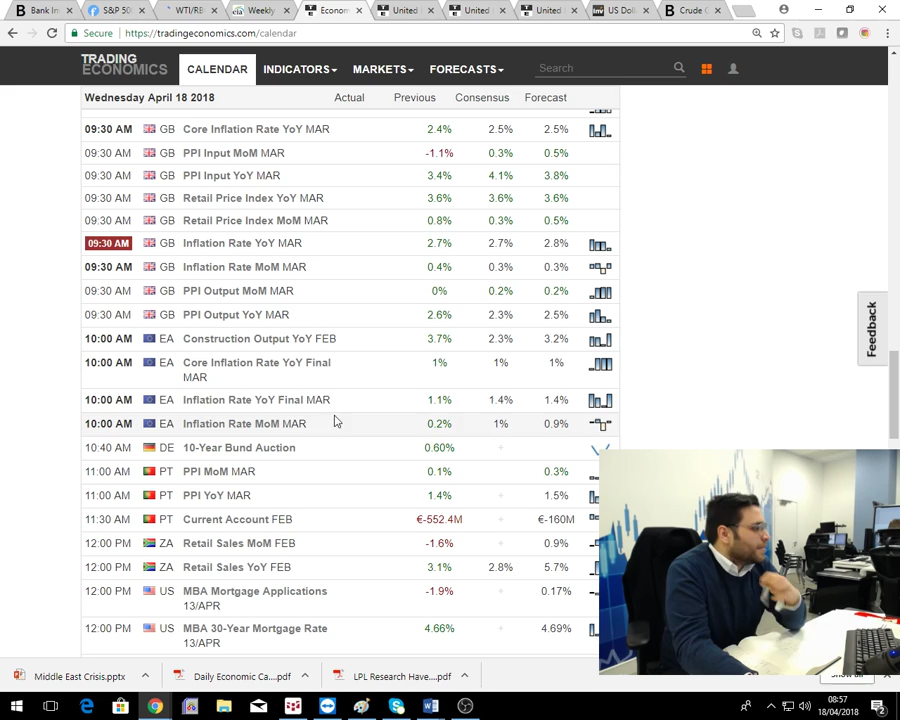 Bank In
S&P 50
WTI/RB
Weekly
Econom
United
United
United
US Dol
Crude
Secure https://tradingeconomics.com/calendar
TRADING ECONOMICS
CALENDAR INDICATORS MARKETS FORECASTS Search
Wednesday April 18 2018 Actual Previous Consensus Forecast
09:30 AM GB Core Inflation Rate YoY MAR 2.4% 2.5% 2.5%
09:30 AM GB PPI Input MoM MAR -1.1% 0.3% 0.5%
09:30 AM GB PPI Input YoY MAR 3.4% 4.1% 3.8%
09:30 AM GB Retail Price Index YoY MAR 3.6% 3.6% 3.6%
09:30 AM GB Retail Price Index MoM MAR 0.8% 0.3% 0.5%
09:30 AM GB Inflation Rate YoY MAR 2.7% 2.7% 2.8%
09:30 AM GB Inflation Rate MoM MAR 0.4% 0.3% 0.3%
09:30 AM GB PPI Output MoM MAR 0% 0.2% 0.2%
09:30 AM GB PPI Output YoY MAR 2.6% 2.3% 2.5%
10:00 AM EA Construction Output YoY FEB 3.7% 2.3% 3.2%
10:00 AM EA Core Inflation Rate YoY Final 1% 1% 1%
MAR
10:00 AM EA Inflation Rate YoY Final MAR 1.1% 1.4% 1.4%
10:00 AM EA Inflation Rate MoM MAR 0.2% 1% 0.9%
10:40 AM DE 10-Year Bund Auction 0.60%
11:00 AM PT PPI MoM MAR 0.1% 0.3%
11:00 AM PT PPI YoY MAR 1.4% 1.5%
11:30 AM PT Current Account FEB €-552.4M €-160M
12:00 PM ZA Retail Sales MoM FEB -1.6% 0.9%
12:00 PM ZA Retail Sales YoY FEB 3.1% 2.8% 5.7%
12:00 PM US MBA Mortgage Applications -1.9% 0.17%
13/APR
12:00 PM US MBA 30-Year Mortgage Rate 4.66% 4.69%
13/APR
Feedback
Middle East Crisis.pptx
Daily Economic Ca....pdf
LPL Research Have....pdf
08:57
18/04/2018
2